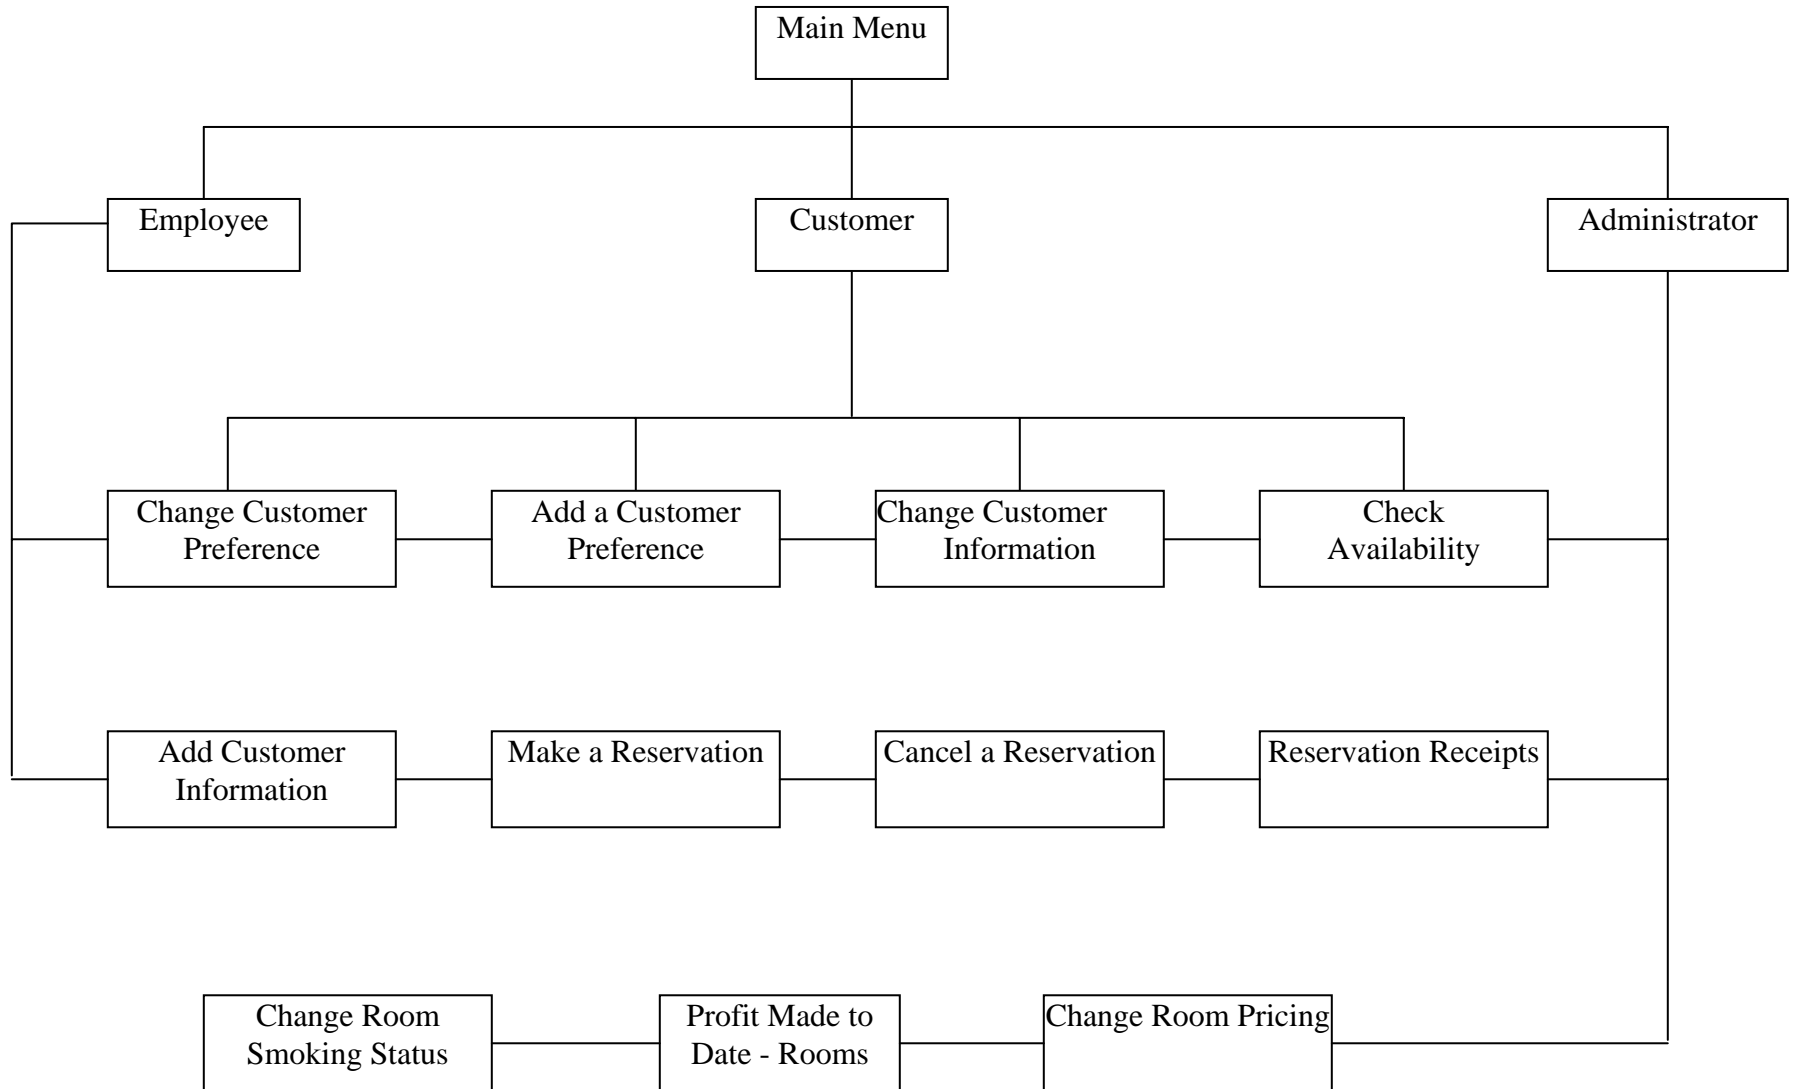 Main Menu
Employee
Customer
Administrator
Change Customer
Preference
Add a Customer
Preference
Change Customer
Information
Check
Availability
Add Customer
Information
Make a Reservation
Cancel a Reservation
Reservation Receipts
Change Room
Smoking Status
Profit Made to
Date - Rooms
Change Room Pricing